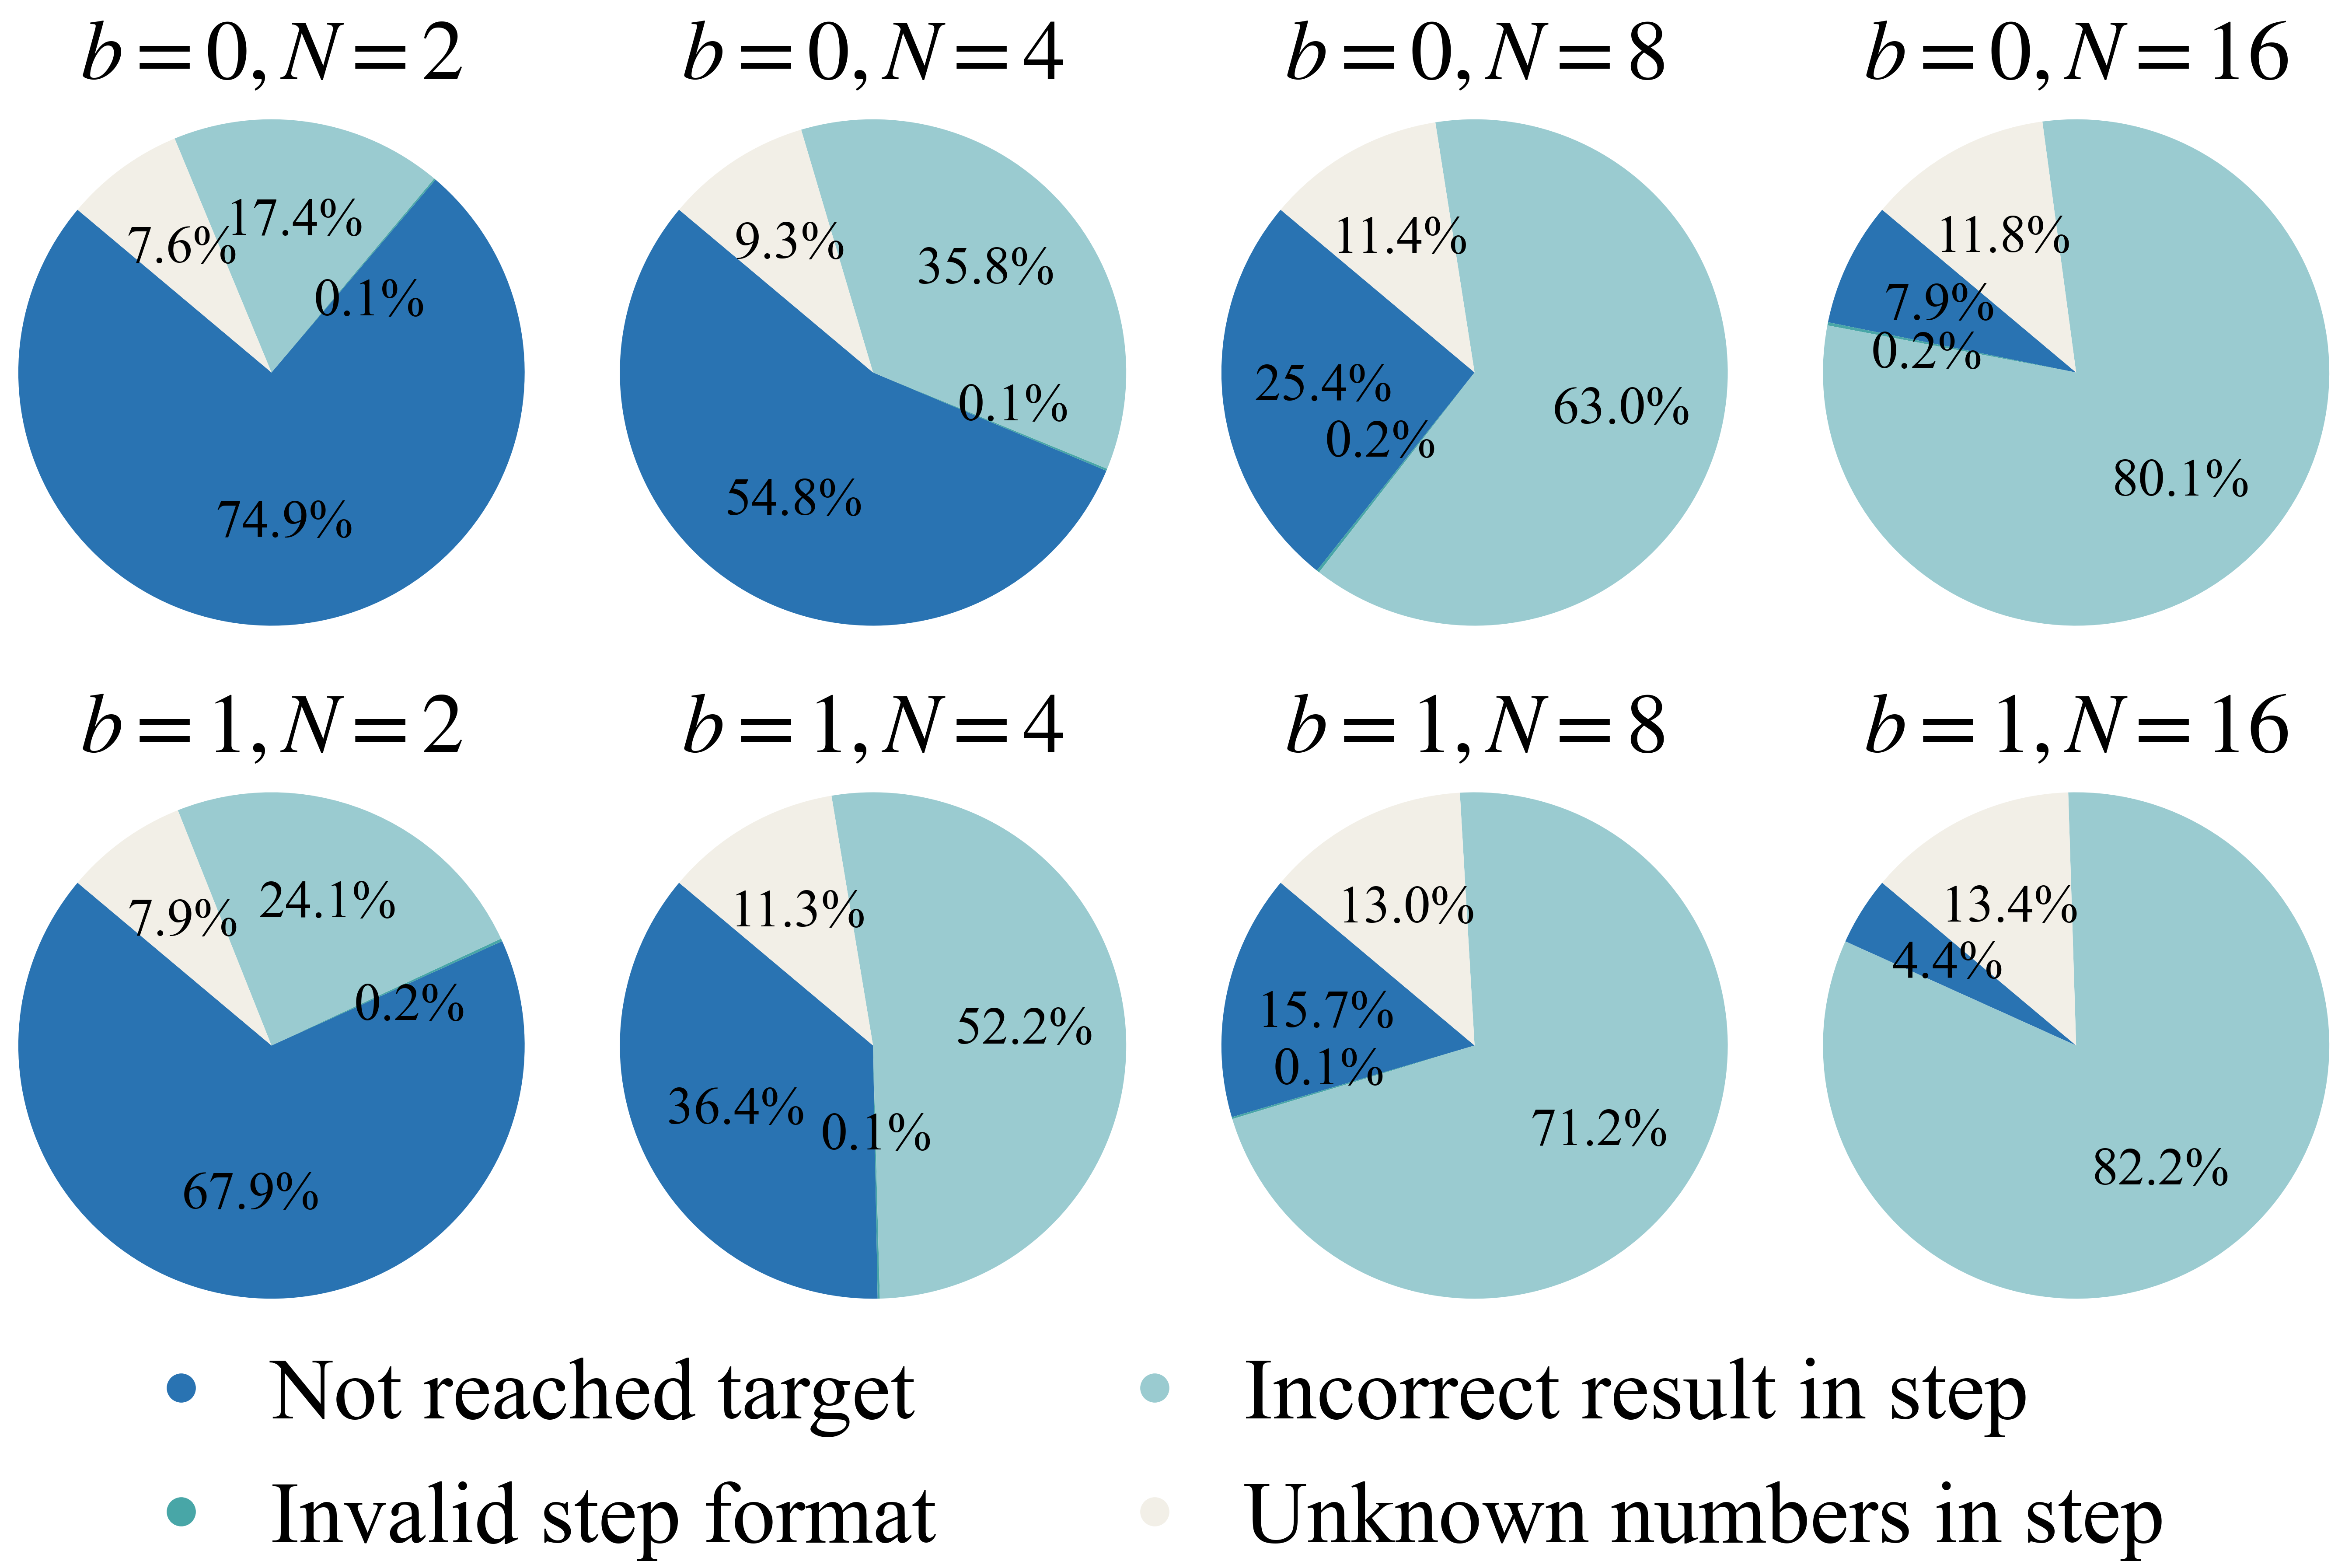 b=0, N=2
b=0, N=4
b=0, N=8
b=0, N=16
7.6%
17.4%
0.1%
74.9%
9.3%
35.8%
0.1%
54.8%
11.4%
25.4%
0.2%
63.0%
11.8%
7.9%
0.2%
80.1%
b=1, N=2
b=1, N=4
b=1, N=8
b=1, N=16
7.9%
24.1%
0.2%
67.9%
11.3%
52.2%
36.4%
0.1%
13.0%
15.7%
0.1%
71.2%
13.4%
4.4%
82.2%
Not reached target
Incorrect result in step
Invalid step format
Unknown numbers in step